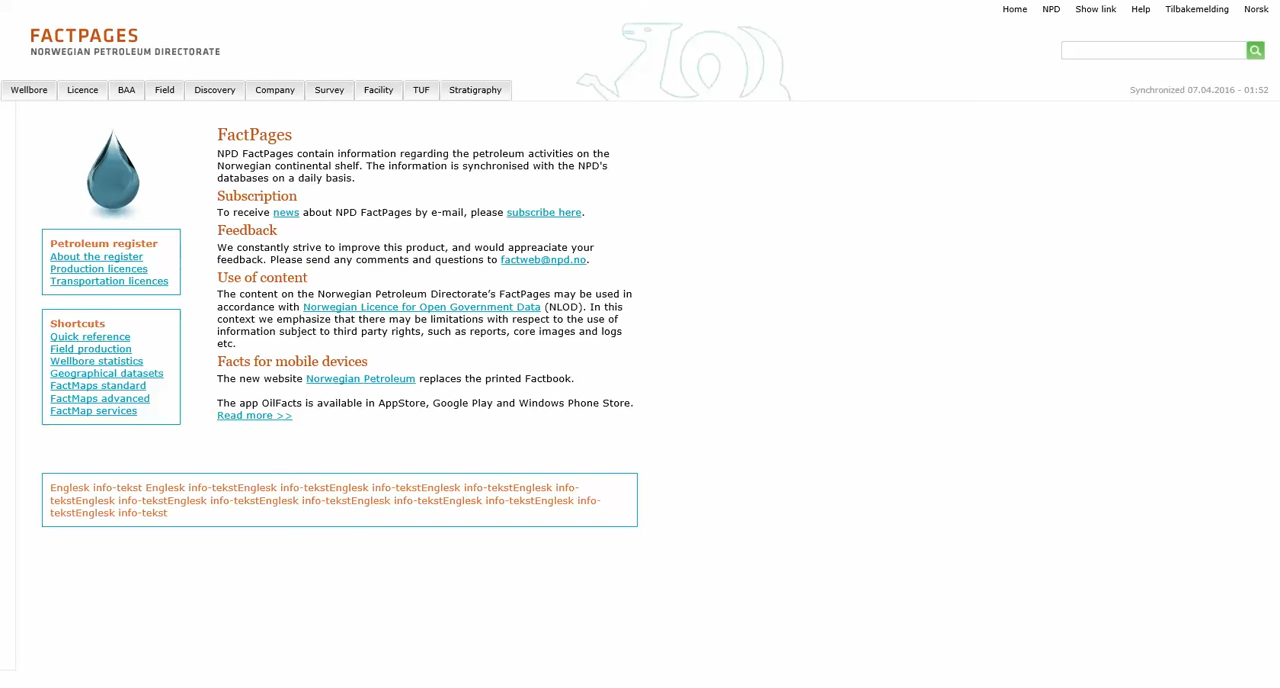 Home NPD Show link Help Tilbakemelding Norsk
FACTPAGES
NORWEGIAN PETROLEUM DIRECTORATE
Wellbore Licence BAA Field Discovery Company Survey Facility TUF Stratigraphy
Synchronized 07.04.2016 - 01:52
FactPages
NPD FactPages contain information regarding the petroleum activities on the
Norwegian continental shelf. The information is synchronised with the NPD's
databases on a daily basis.
Subscription
To receive news about NPD FactPages by e-mail, please subscribe here.
Feedback
We constantly strive to improve this product, and would appreaciate your
feedback. Please send any comments and questions to factweb@npd.no.
Use of content
The content on the Norwegian Petroleum Directorate's FactPages may be used in
accordance with Norwegian Licence for Open Government Data (NLOD). In this
context we emphasize that there may be limitations with respect to the use of
information subject to third party rights, such as reports, core images and logs
etc.
Facts for mobile devices
The new website Norwegian Petroleum replaces the printed Factbook.
The app OilFacts is available in AppStore, Google Play and Windows Phone Store.
Read more >>
Petroleum register
About the register
Production licences
Transportation licences
Shortcuts
Quick reference
Field production
Wellbore statistics
Geographical datasets
FactMaps standard
FactMaps advanced
FactMap services
Englesk info-tekst Englesk info-tekstEnglesk info-tekstEnglesk info-tekstEnglesk info-tekstEnglesk info-
tekstEnglesk info-tekstEnglesk info-tekstEnglesk info-tekstEnglesk info-tekstEnglesk info-tekstEnglesk info-
tekstEnglesk info-tekst